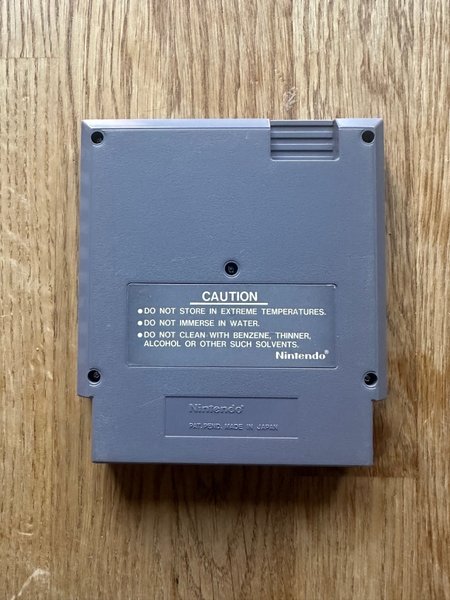 CAUTION
●DO NOT STORE IN EXTREME TEMPERATURES.
●DO NOT IMMERSE IN WATER.
●DO NOT CLEAN WITH BENZENE, THINNER,
ALCOHOL OR OTHER SUCH SOLVENTS.
Nintendo®
Nintendo
PAT. PEND. MADE IN JAPAN